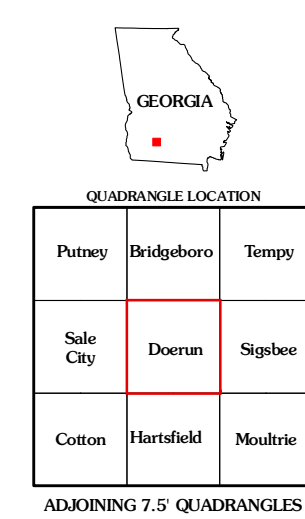 GEORGIA
QUADRANGLE LOCATION
Putney Bridgeboro Tempy
Sale
City
Doerun Sigsbee
Cotton Hartsfield Moultrie
ADJOINING 7.5' QUADRANGLES